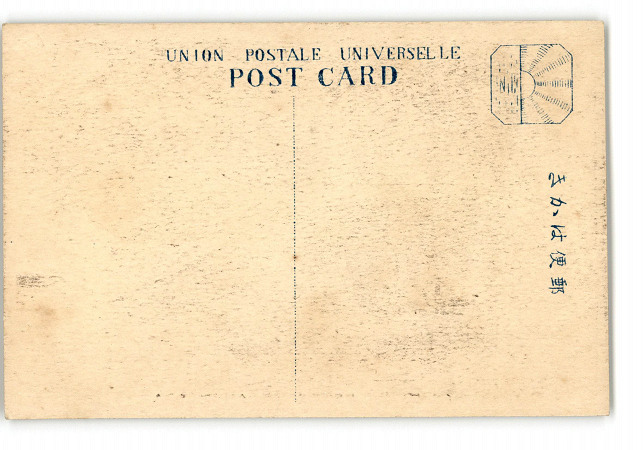 UNION POSTALE UNIVERSELLE
POST CARD
郵便はかき